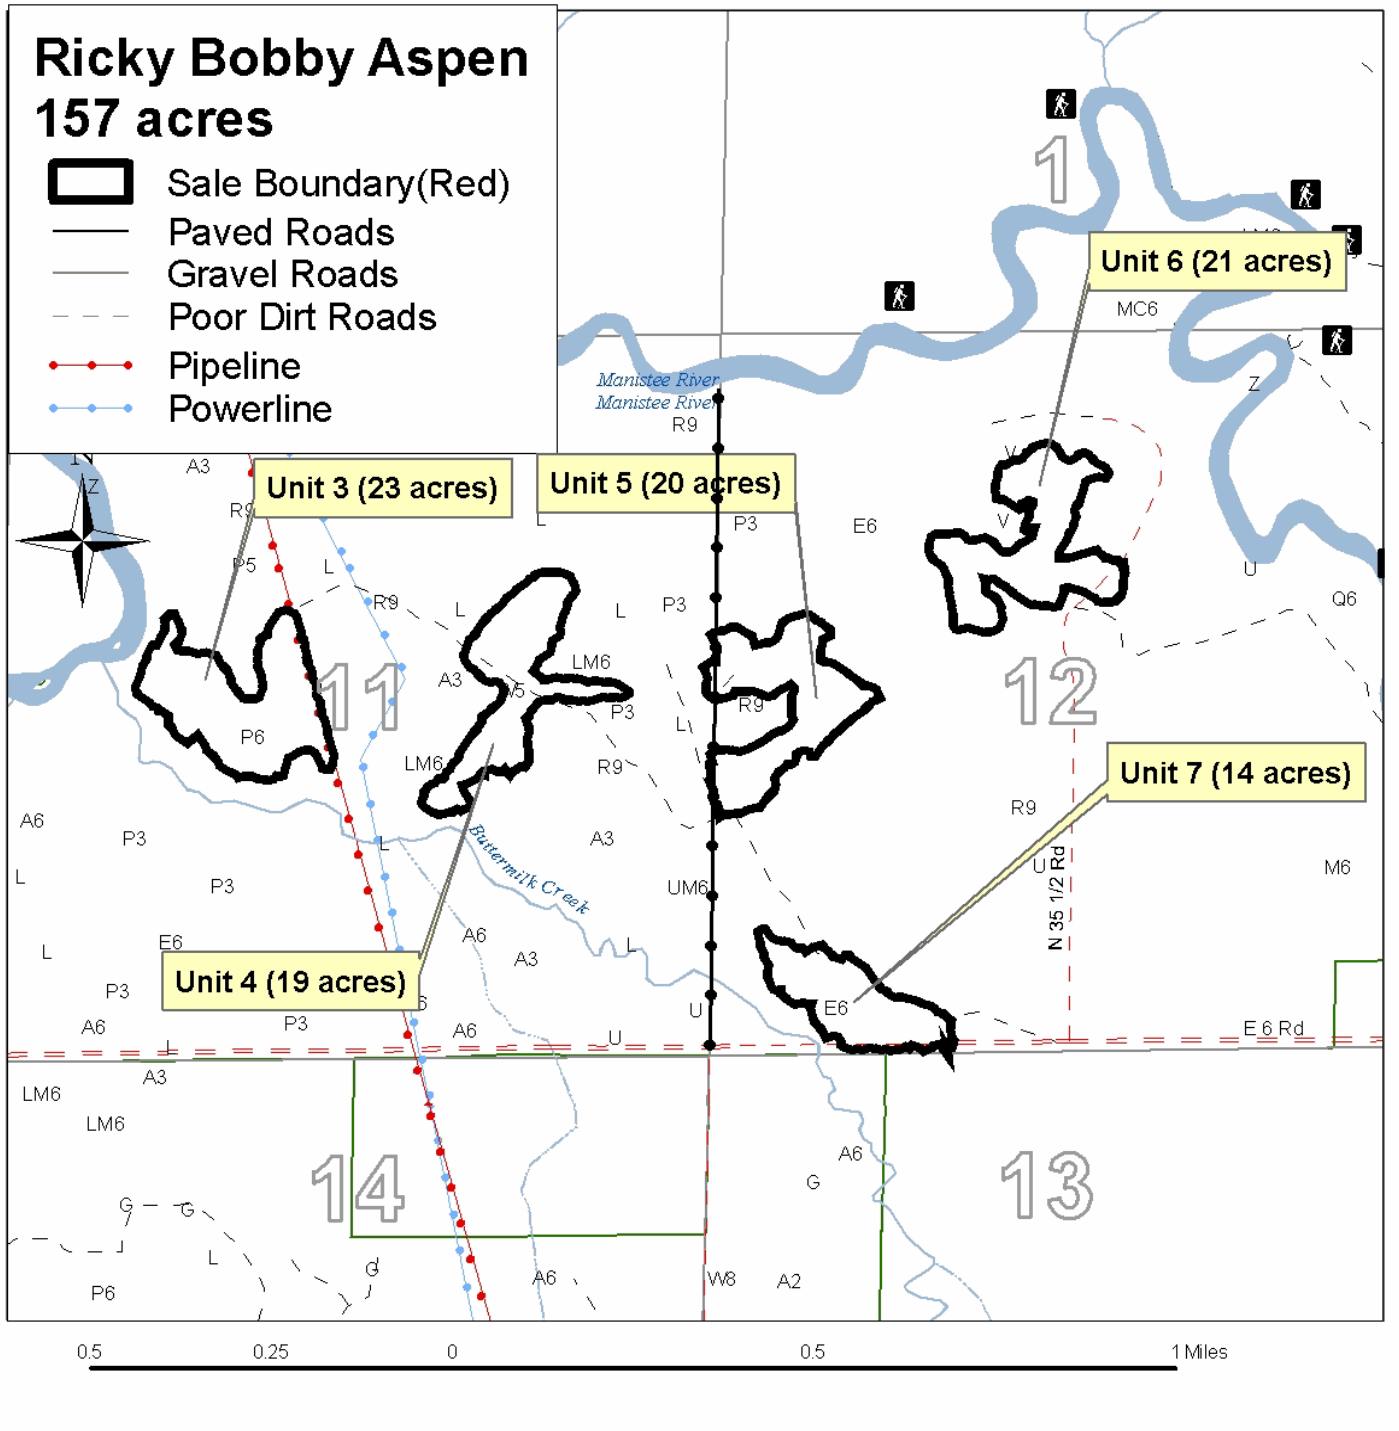 Ricky Bobby Aspen
157 acres
Sale Boundary(Red)
Paved Roads
Gravel Roads
Poor Dirt Roads
Pipeline
Powerline
1
Unit 6 (21 acres)
MC6
Manistee River
Manistee River
R9
Z
N
Z
A3
Unit 3 (23 acres)
Unit 5 (20 acres)
V
R9
L
P3
E6
V
P5
L
U
R9
L
L
P3
Q6
LM6
A3
11
12
P3
R9
L
P6
LM6
R9
Unit 7 (14 acres)
R9
A6
P3
L
A3
Buttermilk Creek
U
M6
L
P3
UM6
N 35 1/2 Rd
E6
A6
L
A3
L
Unit 4 (19 acres)
P3
E6
U
A6
P3
A6
U
E 6 Rd
L
A3
LM6
LM6
14
13
A6
G
G
G
L
G
P6
A6
W8
A2
0.5 0.25 0 0.5 1 Miles